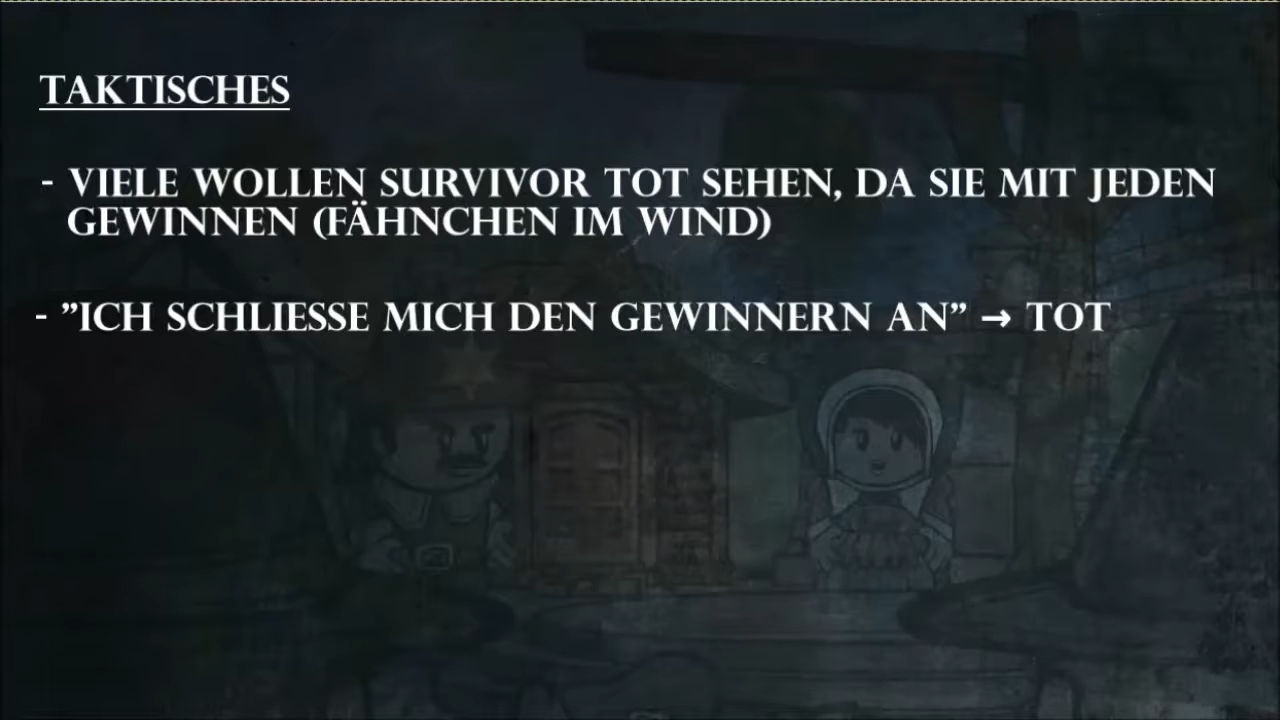 TAKTISCHES
- VIELE WOLLEN SURVIVOR TOT SEHEN, DA SIE MIT JEDEN
GEWINNEN (FÄHNCHEN IM WIND)
- "ICH SCHLIESSE MICH DEN GEWINNERN AN" → TOT